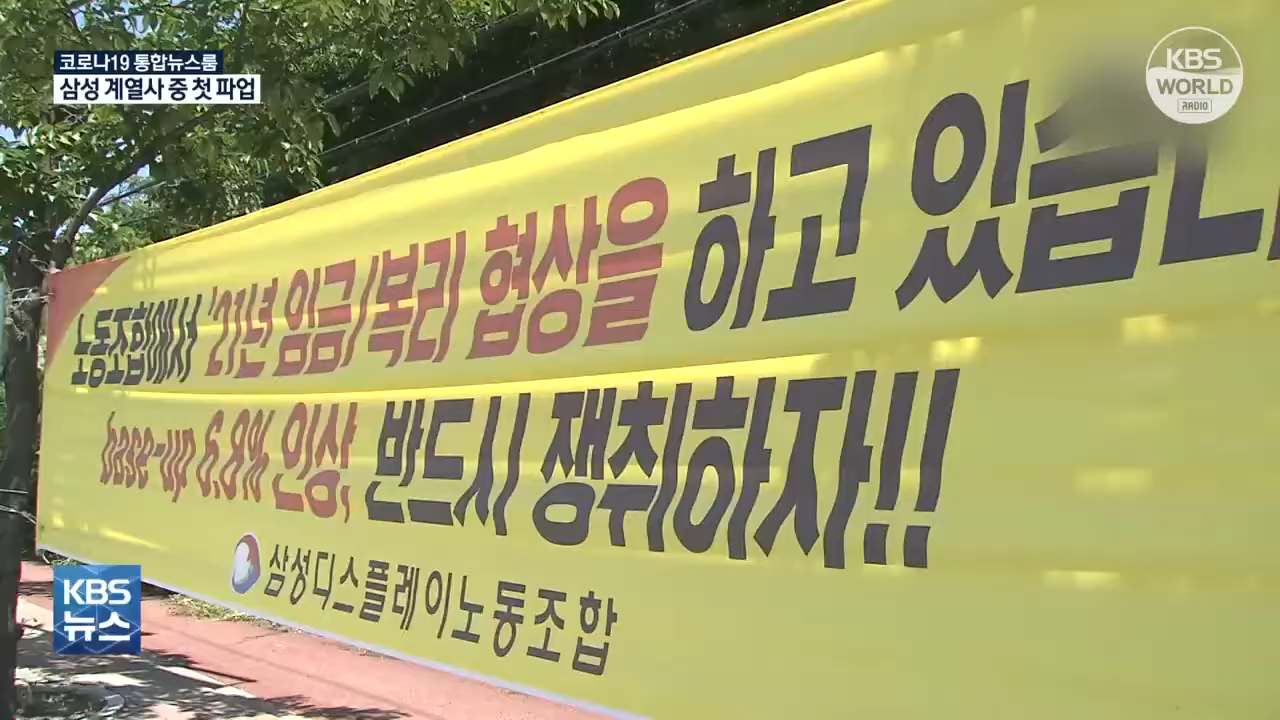 코로나19 통합뉴스룸
삼성 계열사 중 첫 파업
KBS
WORLD
RADIO
노동조합에서 '21년 임금/복리 협상을 하고 있습니
base-up 6.8% 인상, 반드시 쟁취하자!!
삼성디스플레이노동조합
KBS
뉴스